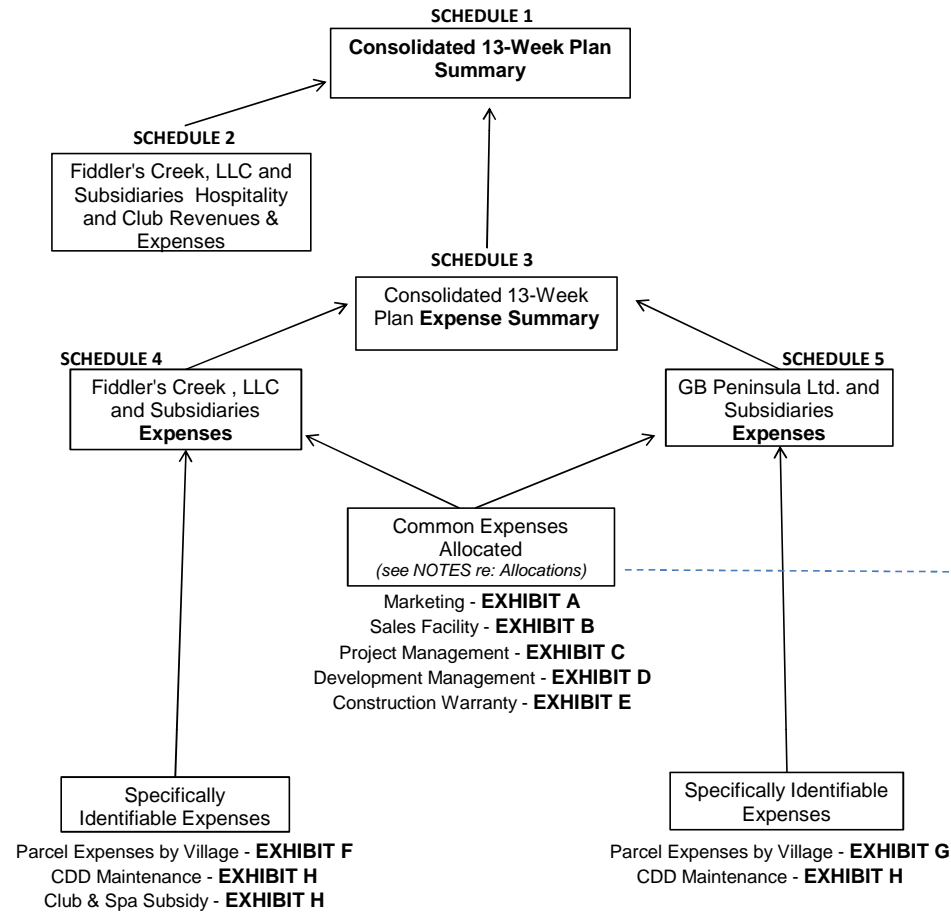 SCHEDULE 1
Consolidated 13-Week Plan
Summary
SCHEDULE 2
Fiddler's Creek, LLC and
Subsidiaries Hospitality
and Club Revenues &
Expenses
SCHEDULE 3
Consolidated 13-Week
Plan Expense Summary
SCHEDULE 4
Fiddler's Creek , LLC
and Subsidiaries
Expenses
SCHEDULE 5
GB Peninsula Ltd. and
Subsidiaries
Expenses
Common Expenses
Allocated
(see NOTES re: Allocations)
Marketing - EXHIBIT A
Sales Facility - EXHIBIT B
Project Management - EXHIBIT C
Development Management - EXHIBIT D
Construction Warranty - EXHIBIT E
Specifically
Identifiable Expenses
Parcel Expenses by Village - EXHIBIT F
CDD Maintenance - EXHIBIT H
Club & Spa Subsidy - EXHIBIT H
Specifically Identifiable
Expenses
Parcel Expenses by Village - EXHIBIT G
CDD Maintenance - EXHIBIT H